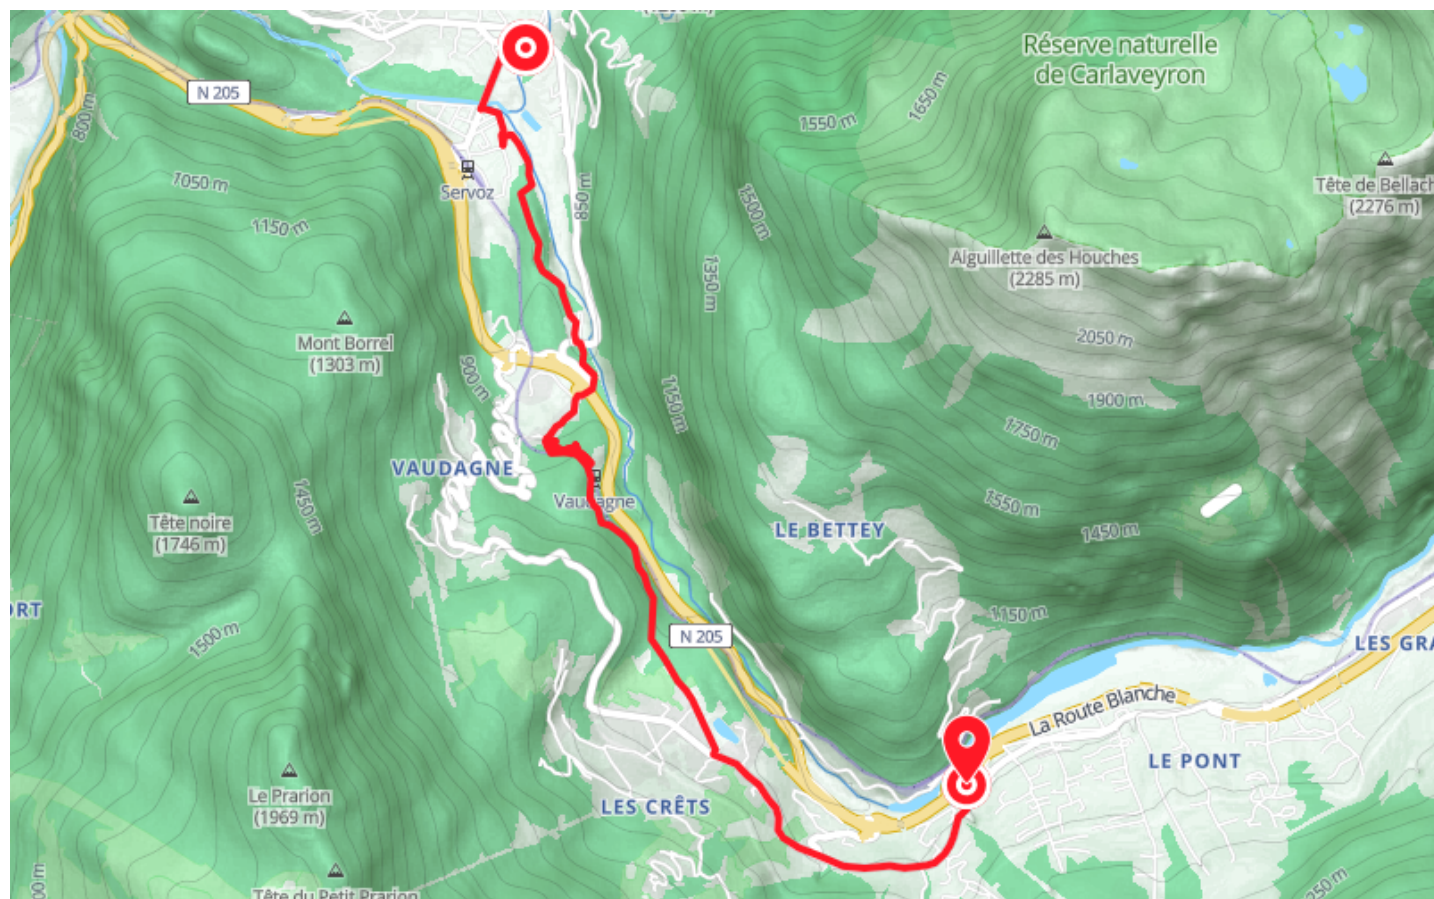 Réserve naturelle
de Carlaveyron
N 205
800 m
1650 m
1550 m
Servoz
1050 m
850 m
1500 m
1150 m
Tête de Bellach
(2276 m)
Aiguillette des Houches
(2285 m)
1350 m
Mont Borrel
(1303 m)
900 m
2050 m
1150 m
1900 m
1750 m
VAUDAGNE
Tête noire
(1746 m)
1450 m
Vaudagne
LE BETTEY
1550 m
1450 m
ORT
1500 m
N 205
1150 m
LES GRA
La Route Blanche
LE PONT
Le Prarion
(1969 m)
LES CRÊTS
Tête du Petit Prarion